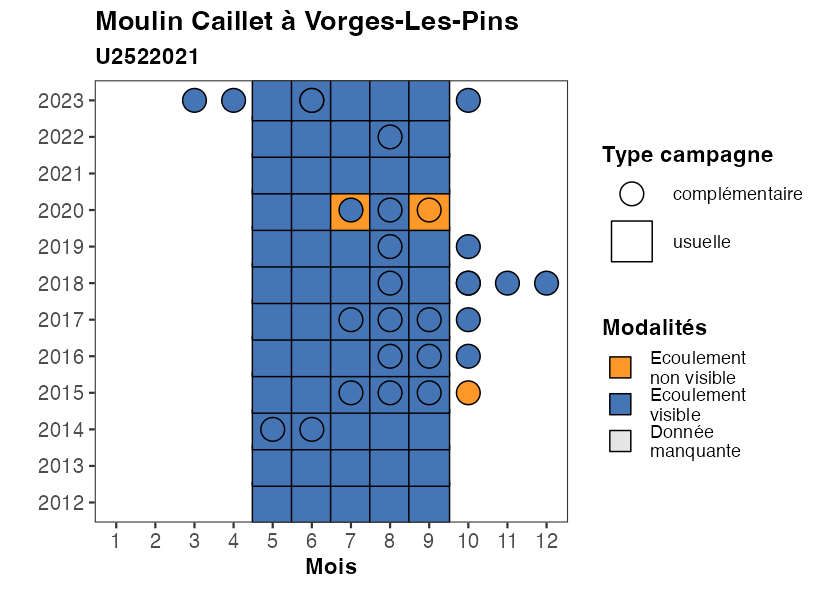 Moulin Caillet à Vorges-Les-Pins
U2522021
2023
2022
2021
2020
2019
2018
2017
2016
2015
2014
2013
2012
1 2 3 4 5 6 7 8 9 10 11 12
Mois
Type campagne
complémentaire
usuelle
Modalités
Ecoulement
non visible
Ecoulement
visible
Donnée
manquante